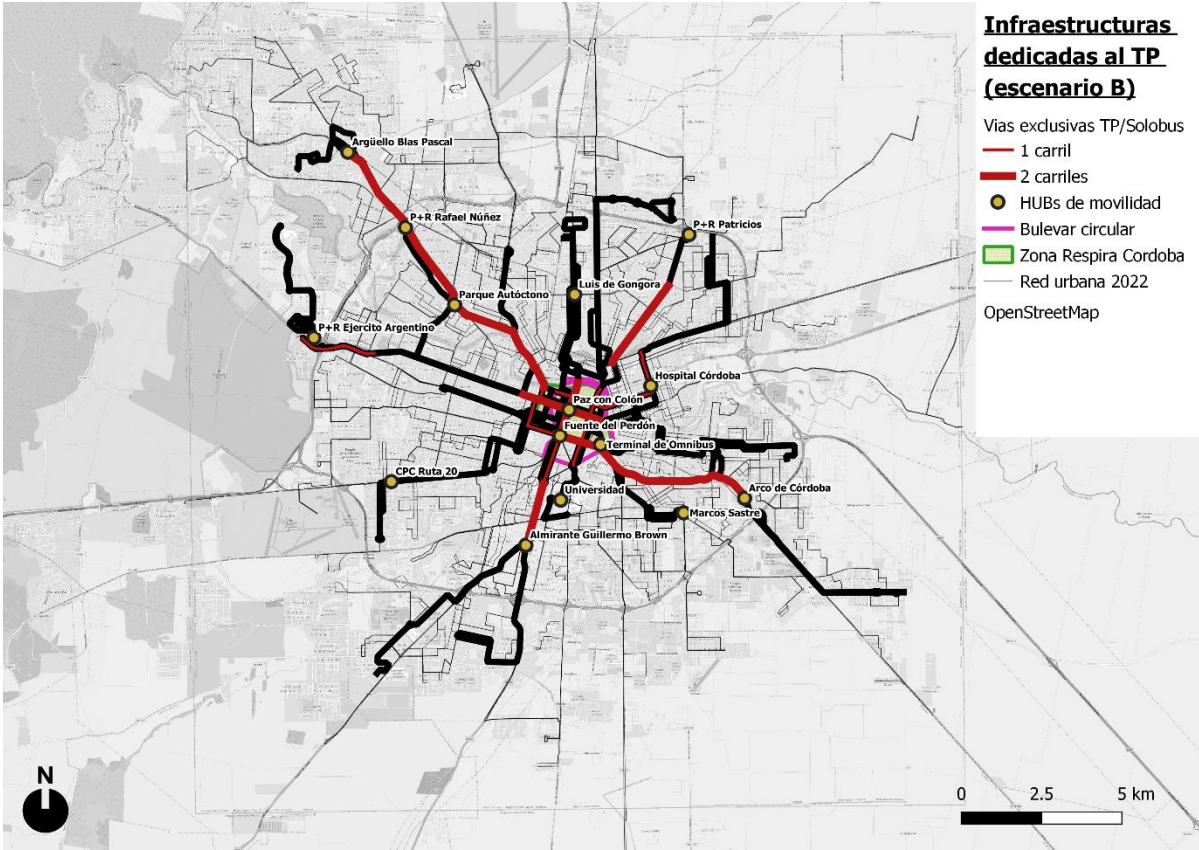 Infraestructuras
dedicadas al TP
(escenario B)
Vias exclusivas TP/Solobus
1 carril
2 carriles
HUBs de movilidad
Bulevar circular
Zona Respira Cordoba
Red urbana 2022
OpenStreetMap
Argüello Blas Pascal
P+R Rafael Núñez
P+R Patricios
Luis de Gongora
Parque Autóctono
P+R Ejercito Argentino
Hospital Córdoba
Paz con Colón
Fuente del Perdón
Terminal de Omnibus
CPC Ruta 20
Universidad
Arco de Córdoba
Marcos Sastre
Almirante Guillermo Brown
N
0 2.5 5 km